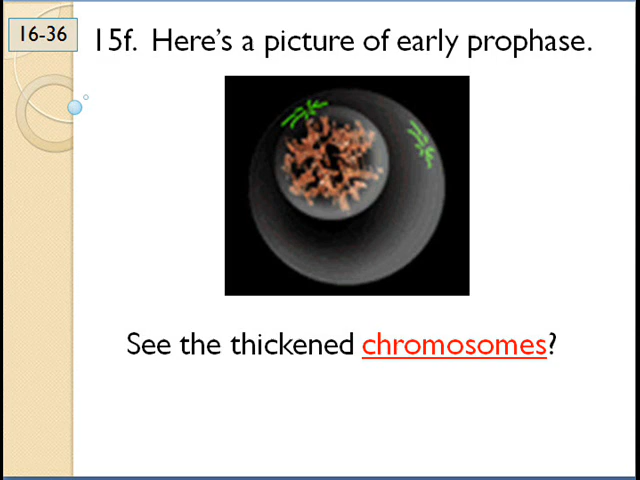 16-36
15f. Here's a picture of early prophase.
See the thickened chromosomes?